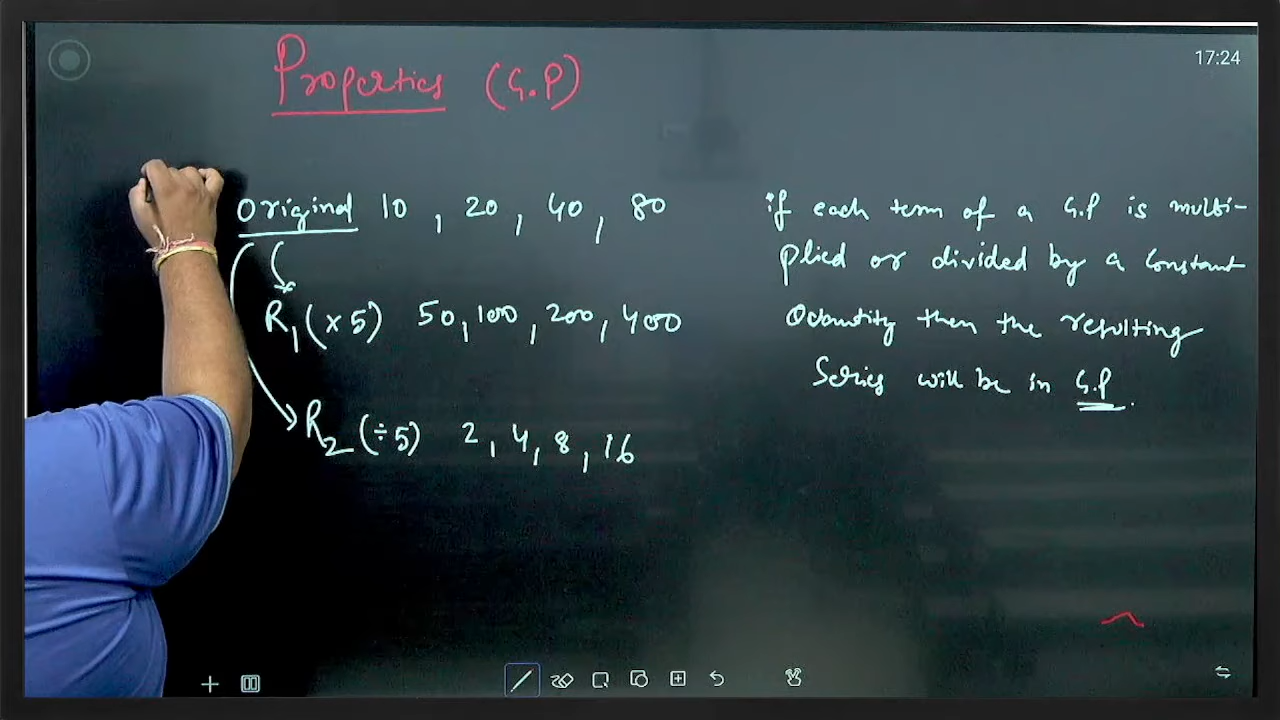 17:24
Properties (G.P)
Original 10, 20, 40, 80
R1 (×5) 50, 100, 200, 400
R2 (÷5) 2, 4, 8, 16
if each term of a G.P is multi-
plied or divided by a constant
Quantity then the resulting
Series will be in G.P.